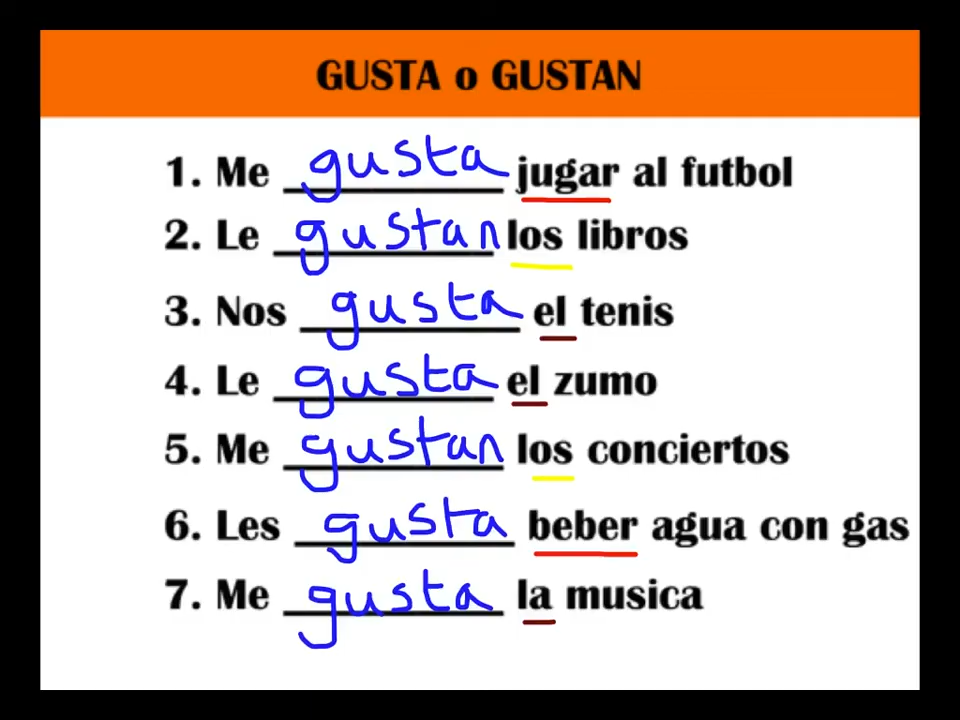 GUSTA o GUSTAN
1. Me gusta jugar al futbol
2. Le gustan los libros
3. Nos gusta el tenis
4. Le gusta el zumo
5. Me gustan los conciertos
6. Les gusta beber agua con gas
7. Me gusta la musica